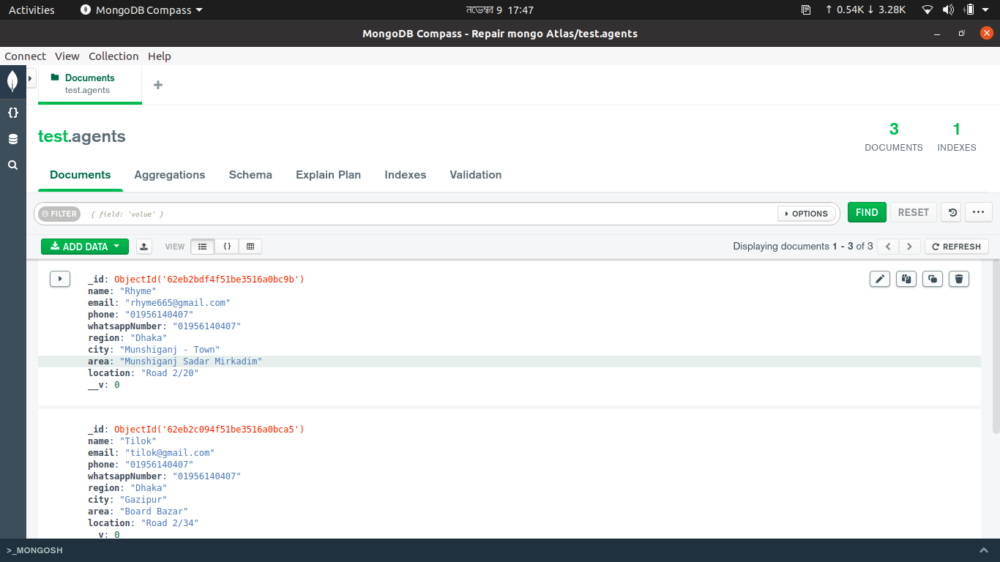 Activities MongoDB Compass নভেম্বর 9 17:47 ↑ 0.54K ↓ 3.28K
MongoDB Compass - Repair mongo Atlas/test.agents
Connect View Collection Help
Documents
test.agents
+
test.agents
3
DOCUMENTS
1
INDEXES
Documents Aggregations Schema Explain Plan Indexes Validation
FILTER { field: 'value' } OPTIONS FIND RESET ...
ADD DATA VIEW {} Displaying documents 1 - 3 of 3 < > REFRESH
_id: ObjectId('62eb2bdf4f51be3516a0bc9b')
name: "Rhyme"
email: "rhyme665@gmail.com"
phone: "01956140407"
whatsappNumber: "01956140407"
region: "Dhaka"
city: "Munshiganj - Town"
area: "Munshiganj Sadar Mirkadim"
location: "Road 2/20"
__v: 0
_id: ObjectId('62eb2c094f51be3516a0bca5')
name: "Tilok"
email: "tilok@gmail.com"
phone: "01956140407"
whatsappNumber: "01956140407"
region: "Dhaka"
city: "Gazipur"
area: "Board Bazar"
location: "Road 2/34"
__v: 0
>_MONGOSH